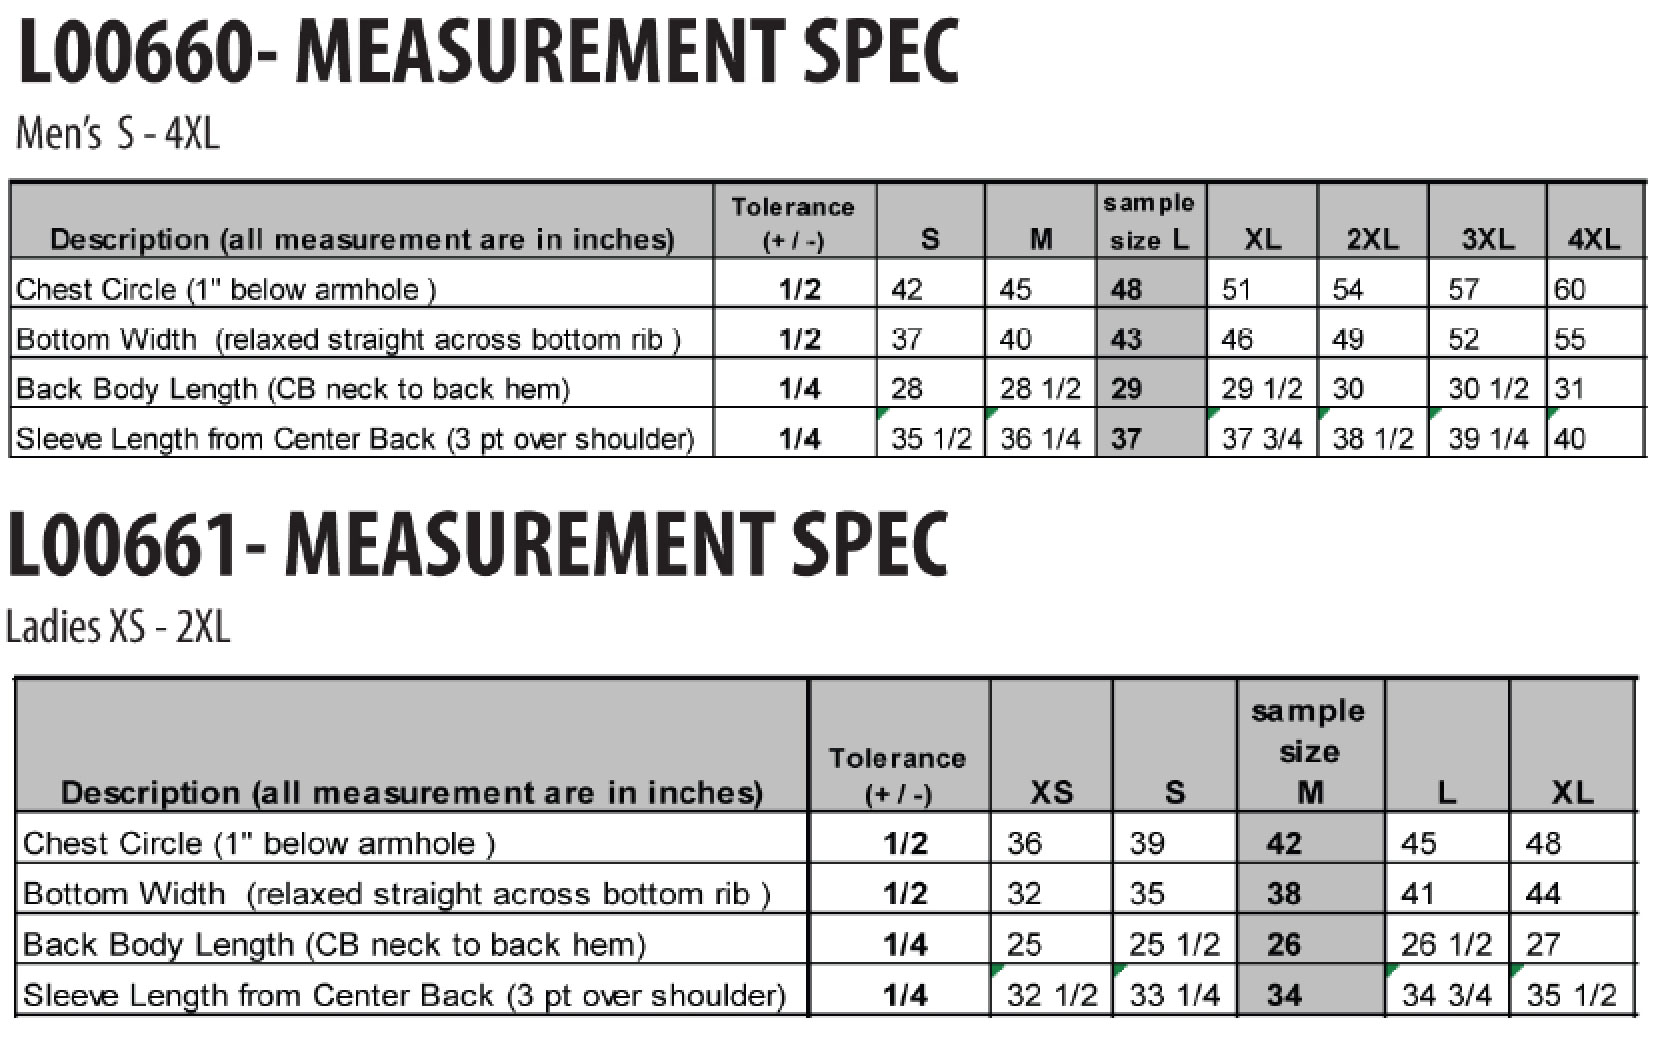 L00660- MEASUREMENT SPEC
Men's S - 4XL
Description (all measurement are in inches) Tolerance (+ / -) S M sample size L XL 2XL 3XL 4XL
Chest Circle (1" below armhole ) 1/2 42 45 48 51 54 57 60
Bottom Width (relaxed straight across bottom rib ) 1/2 37 40 43 46 49 52 55
Back Body Length (CB neck to back hem) 1/4 28 28 1/2 29 29 1/2 30 30 1/2 31
Sleeve Length from Center Back (3 pt over shoulder) 1/4 35 1/2 36 1/4 37 37 3/4 38 1/2 39 1/4 40
L00661- MEASUREMENT SPEC
Ladies XS - 2XL
Description (all measurement are in inches) Tolerance (+ / -) XS S sample size M L XL
Chest Circle (1" below armhole ) 1/2 36 39 42 45 48
Bottom Width (relaxed straight across bottom rib ) 1/2 32 35 38 41 44
Back Body Length (CB neck to back hem) 1/4 25 25 1/2 26 26 1/2 27
Sleeve Length from Center Back (3 pt over shoulder) 1/4 32 1/2 33 1/4 34 34 3/4 35 1/2